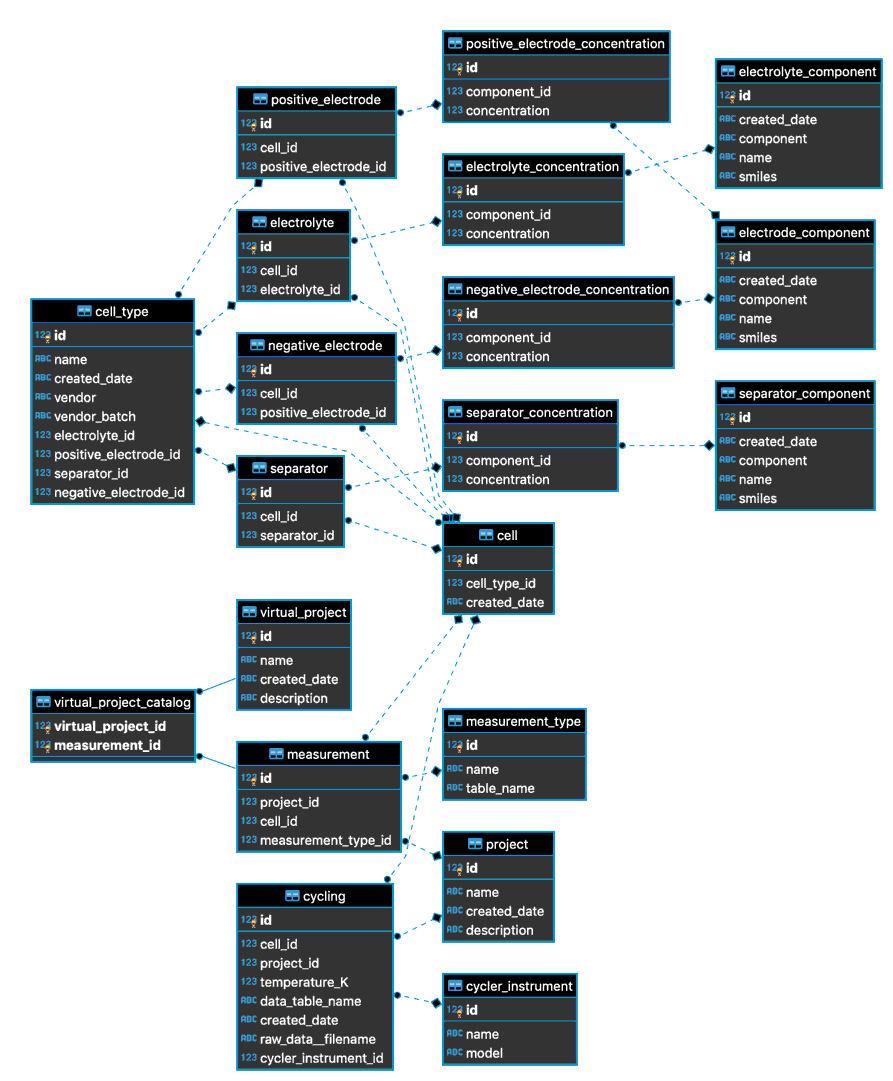 positive_electrode_concentration
123 id
123 component_id
123 concentration
electrolyte_component
123 id
ABC created_date
ABC component
ABC name
ABC smiles
positive_electrode
123 id
123 cell_id
123 positive_electrode_id
electrolyte_concentration
123 id
123 component_id
123 concentration
electrolyte
123 id
123 cell_id
123 electrolyte_id
electrode_component
123 id
ABC created_date
ABC component
ABC name
ABC smiles
negative_electrode_concentration
123 id
123 component_id
123 concentration
cell_type
123 id
ABC name
ABC created_date
ABC vendor
ABC vendor_batch
123 electrolyte_id
123 positive_electrode_id
123 separator_id
123 negative_electrode_id
negative_electrode
123 id
123 cell_id
123 positive_electrode_id
separator_component
123 id
ABC created_date
ABC component
ABC name
ABC smiles
separator_concentration
123 id
123 component_id
123 concentration
separator
123 id
123 cell_id
123 separator_id
cell
123 id
123 cell_type_id
ABC created_date
virtual_project
123 id
ABC name
ABC created_date
ABC description
virtual_project_catalog
123 virtual_project_id
123 measurement_id
measurement_type
123 id
ABC name
ABC table_name
measurement
123 id
123 project_id
123 cell_id
123 measurement_type_id
project
123 id
ABC name
ABC created_date
ABC description
cycling
123 id
123 cell_id
123 project_id
123 temperature_K
ABC data_table_name
ABC created_date
ABC raw_data__filename
123 cycler_instrument_id
cycler_instrument
123 id
ABC name
ABC model